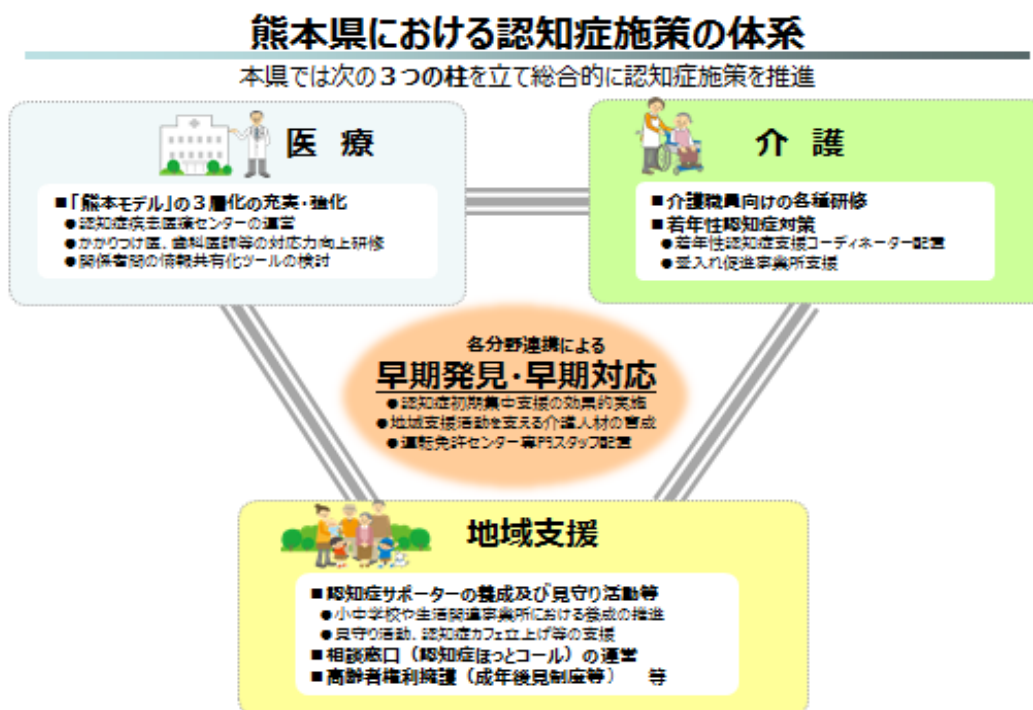 熊本県における認知症施策の体系
本県では次の３つの柱を立て総合的に認知症施策を推進
医 療
■「熊本モデル」の３層化の充実・強化
●認知症疾患医療センターの運営
●かかりつけ医、歯科医師等の対応力向上研修
●関係者間の情報共有化ツールの検討
介 護
■介護職員向けの各種研修
■若年性認知症対策
●若年性認知症支援コーディネーター配置
●受入れ促進事業所支援
各分野連携による
早期発見・早期対応
●認知症初期集中支援の効果的実施
●地域支援活動を支える介護人材の育成
●運転免許センター専門スタッフ配置
地域支援
■認知症サポーターの養成及び見守り活動等
●小中学校や生活関連事業所における養成の推進
●見守り活動、認知症カフェ立上げ等の支援
■相談窓口（認知症ほっとコール）の運営
■高齢者権利擁護（成年後見制度等）　等